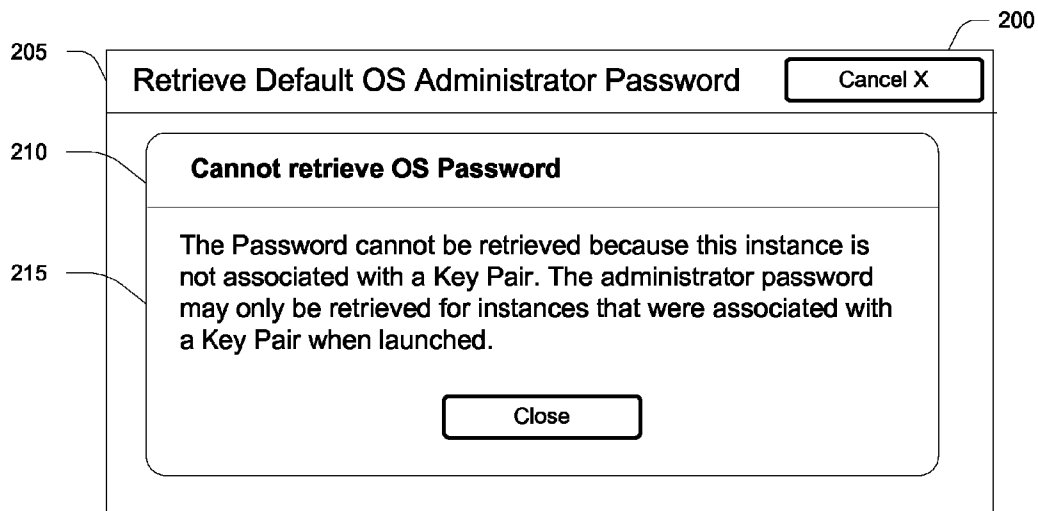 200
205
Retrieve Default OS Administrator Password Cancel X
210
Cannot retrieve OS Password
The Password cannot be retrieved because this instance is
215
not associated with a Key Pair. The administrator password
may only be retrieved for instances that were associated with
a Key Pair when launched.
Close